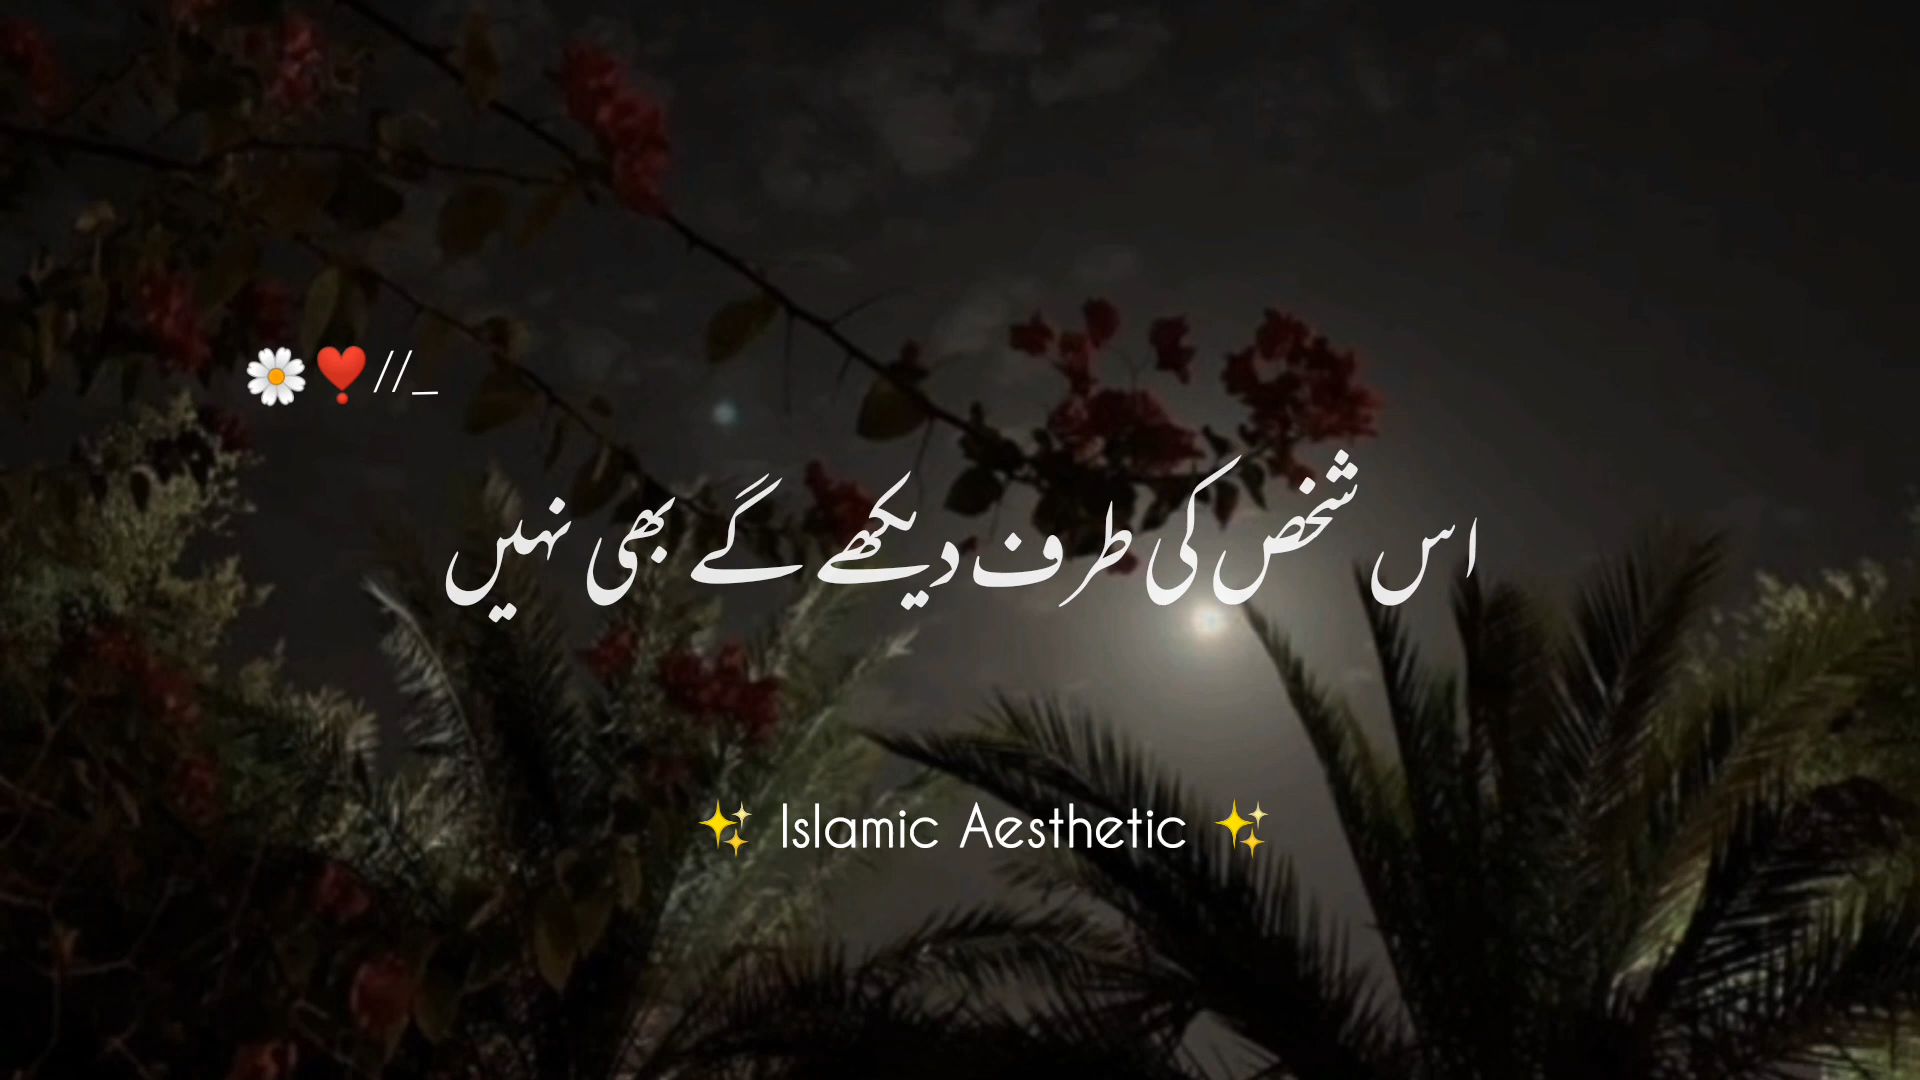 🌼❣️//_
اس شخص کی طرف دیکھے گے بھی نہیں
✨ Islamic Aesthetic ✨